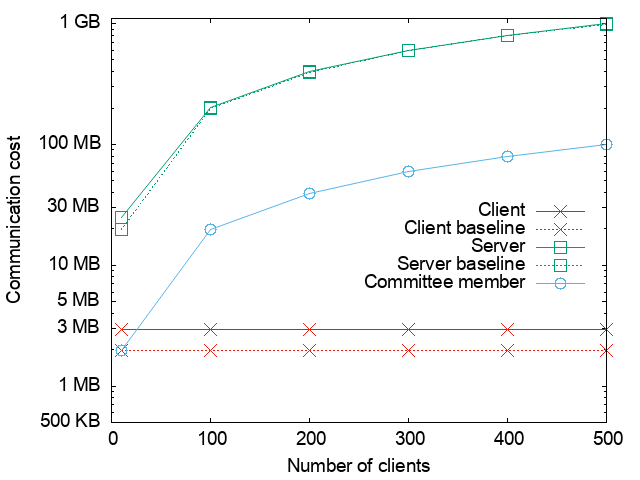 1 GB
100 MB
30 MB
10 MB
5 MB
3 MB
1 MB
500 KB
Communication cost
Client
Client baseline
Server
Server baseline
Committee member
0 100 200 300 400 500
Number of clients